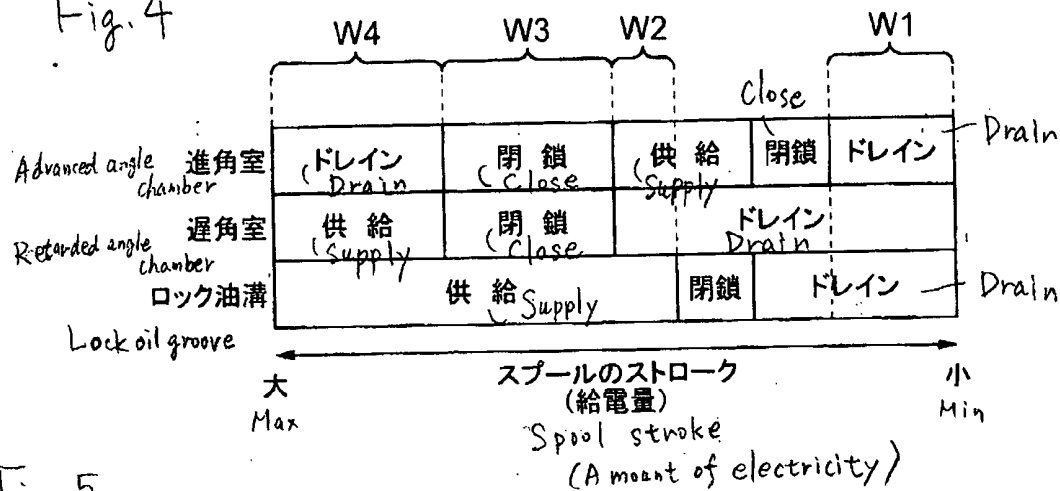 Fig. 4
W4 W3 W2 W1
Close
Advanced angle chamber 進角室 ドレイン Drain 閉鎖 Close 供給 Supply 閉鎖 ドレイン Drain
Retarded angle chamber 遅角室 供給 Supply 閉鎖 Close ドレイン Drain
ロック油溝 供給 Supply 閉鎖 ドレイン Drain
Lock oil groove
大 スプールのストローク 小
Max (給電量) Min
Spool stroke
(Amount of electricity)